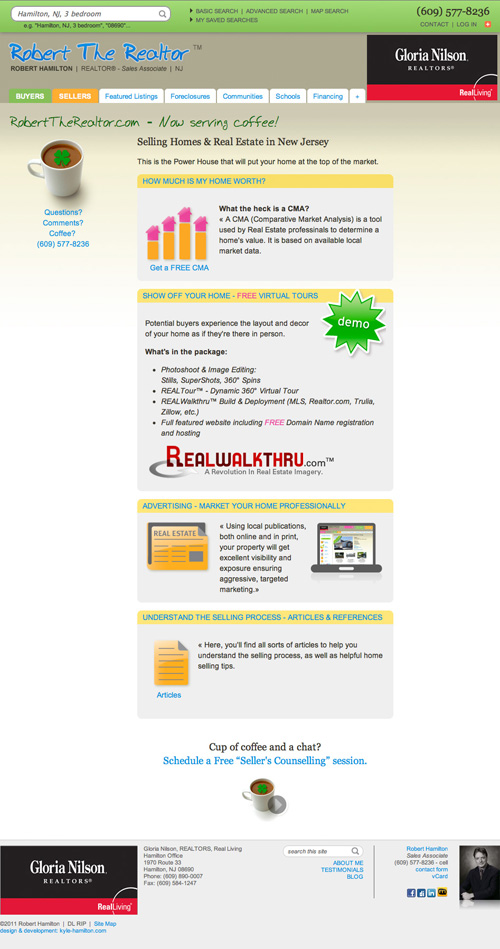 Hamilton, NJ, 3 bedroom
e.g. "Hamilton, NJ, 3 bedroom", "08690"...
BASIC SEARCH | ADVANCED SEARCH | MAP SEARCH
MY SAVED SEARCHES
(609) 577-8236
CONTACT | LOG IN
Robert The Realtor TM
ROBERT HAMILTON | REALTOR® - Sales Associate | NJ
Gloria Nilson
REALTORS®
RealLiving®
BUYERS
SELLERS
Featured Listings
Foreclosures
Communities
Schools
Financing
+
RobertTheRealtor.com - Now serving coffee!
Questions?
Comments?
Coffee?
(609) 577-8236
Selling Homes & Real Estate in New Jersey
This is the Power House that will put your home at the top of the market.
HOW MUCH IS MY HOME WORTH?
What the heck is a CMA?
« A CMA (Comparative Market Analysis) is a tool
used by Real Estate professinals to determine a
home's value. It is based on available local
market data.
Get a FREE CMA
SHOW OFF YOUR HOME - FREE VIRTUAL TOURS
demo
Potential buyers experience the layout and decor
of your home as if they're there in person.
What's in the package:
• Photoshoot & Image Editing:
Stills, SuperShots, 360° Spins
• REALTour™ - Dynamic 360° Virtual Tour
• REALWalkthru™ Build & Deployment (MLS, Realtor.com, Trulia,
Zillow, etc.)
• Full featured website including FREE Domain Name registration
and hosting
REALWALKTHRU.com™
A Revolution In Real Estate Imagery.
ADVERTISING - MARKET YOUR HOME PROFESSIONALLY
REAL ESTATE
« Using local publications,
both online and in print,
your property will get
excellent visibility and
exposure ensuring
aggressive, targeted
marketing.»
UNDERSTAND THE SELLING PROCESS - ARTICLES & REFERENCES
« Here, you'll find all sorts of articles to help you
understand the selling process, as well as helpful home
selling tips.
Articles
Cup of coffee and a chat?
Schedule a Free “Seller's Counselling” session.
Gloria Nilson
REALTORS®
RealLiving®
Gloria Nilson, REALTORS, Real Living
Hamilton Office
1970 Route 33
Hamilton, NJ 08690
Phone: (609) 890-0007
Fax: (609) 584-1247
search this site
ABOUT ME
TESTIMONIALS
BLOG
Robert Hamilton
Sales Associate
(609) 577-8236 - cell
contact form
vCard
©2011 Robert Hamilton | DL RIP | Site Map
design & development: kyle-hamilton.com